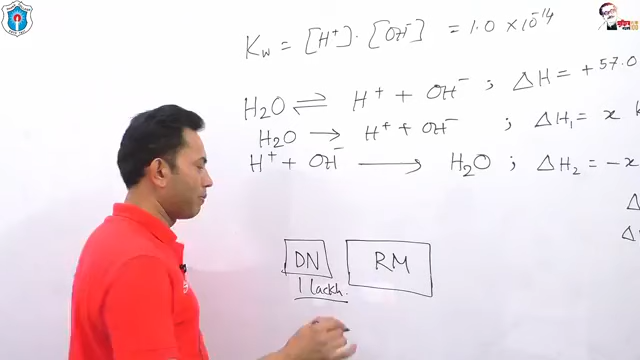 Kw = [H⁺]·[OH⁻] = 1.0 × 10⁻¹⁴
H2O ⇌ H⁺ + OH⁻ ; ΔH = +57.0
H2O → H⁺ + OH⁻ ; ΔH₁ = x k
H⁺ + OH⁻ → H2O ; ΔH₂ = -x
Δ
Δ
DN RM
1 lackh.